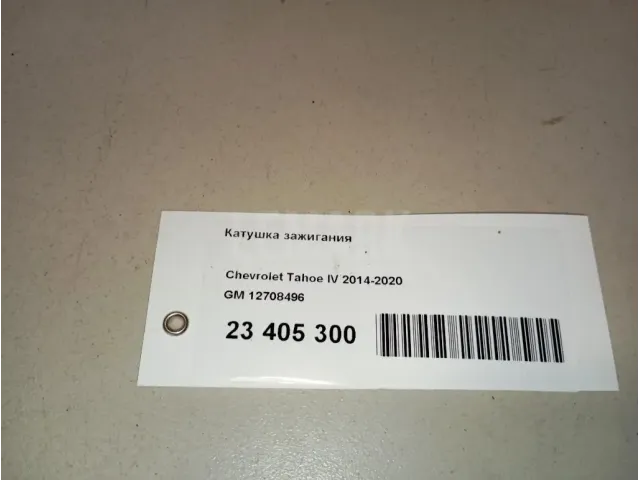 Катушка зажигания
Chevrolet Tahoe IV 2014-2020
GM 12708496
23 405 300